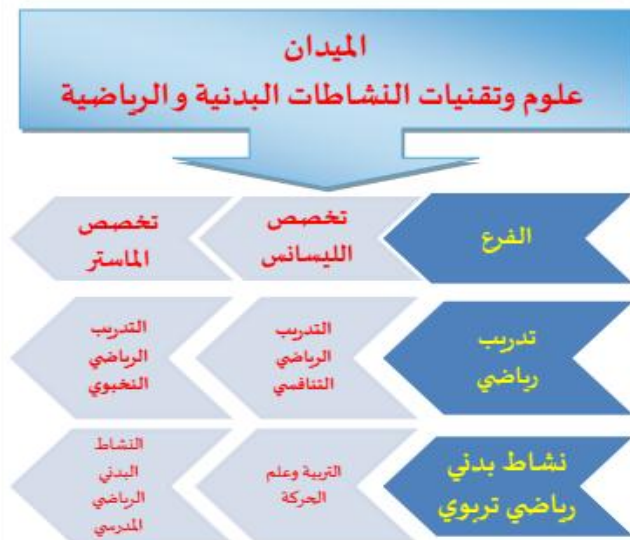 الميدان
علوم وتقنيات النشاطات البدنية و الرياضية
الفرع
تخصص
الليسانس
تخصص
الماستر
تدريب
رياضي
التدريب
الرياضي
التنافسي
التدريب
الرياضي
النخبوي
نشاط بدني
رياضي تربوي
التربية وعلم
الحركة
النشاط
البدني
الرياضي
المدرسي